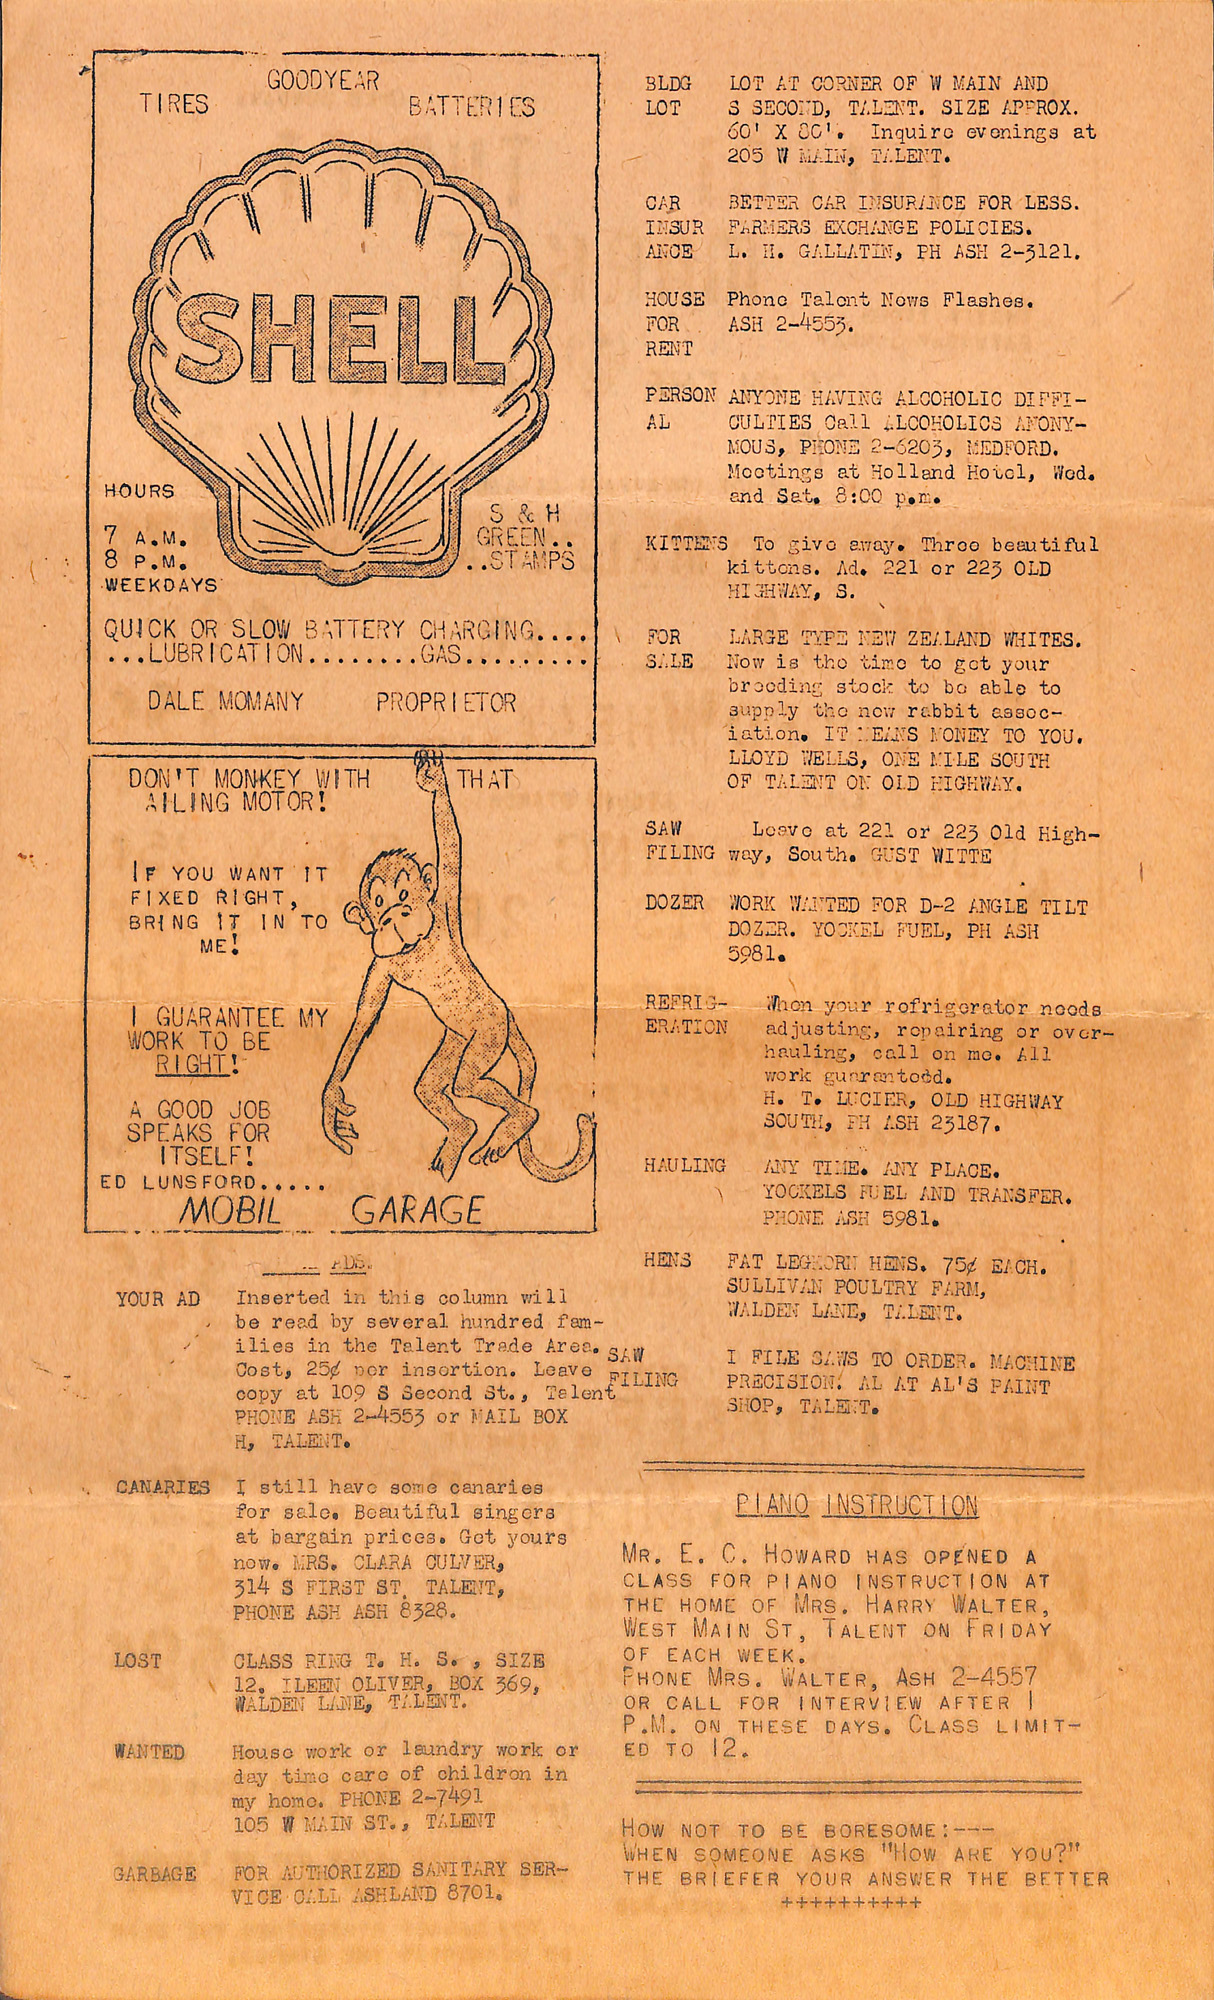 GOODYEAR
TIRES BATTERIES
SHELL
HOURS
7 A.M.
8 P.M.
WEEKDAYS
S & H
GREEN..
..STAMPS
QUICK OR SLOW BATTERY CHARGING....
...LUBRICATION........GAS.........
DALE MOMANY PROPRIETOR
DON'T MONKEY WITH THAT
AILING MOTOR!
IF YOU WANT IT
FIXED RIGHT,
BRING IT IN TO
ME!
I GUARANTEE MY
WORK TO BE
RIGHT!
A GOOD JOB
SPEAKS FOR
ITSELF!
ED LUNSFORD.....
MOBIL GARAGE
ADS.
YOUR AD Inserted in this column will
be read by several hundred fam-
ilies in the Talent Trade Area.
Cost, 25¢ per insertion. Leave
copy at 109 S Second St., Talent
PHONE ASH 2-4553 or MAIL BOX
H, TALENT.
CANARIES I still have some canaries
for sale. Beautiful singers
at bargain prices. Get yours
now. MRS. CLARA CULVER,
314 S FIRST ST, TALENT,
PHONE ASH ASH 8328.
LOST CLASS RING T. H. S. , SIZE
12. ILEEN OLIVER, BOX 369,
WALDEN LANE, TALENT.
WANTED House work or laundry work or
day time care of children in
my home. PHONE 2-7491
105 W MAIN ST., TALENT
GARBAGE FOR AUTHORIZED SANITARY SER-
VICE CALL ASHLAND 8701.
BLDG LOT AT CORNER OF W MAIN AND
LOT S SECOND, TALENT. SIZE APPROX.
60' X 80'. Inquire evenings at
205 W MAIN, TALENT.
CAR BETTER CAR INSURANCE FOR LESS.
INSUR FARMERS EXCHANGE POLICIES.
ANCE L. H. GALLATIN, PH ASH 2-3121.
HOUSE Phone Talent News Flashes.
FOR ASH 2-4553.
RENT
PERSON ANYONE HAVING ALCOHOLIC DIFFI-
AL CULTIES Call ALCOHOLICS ANONY-
MOUS, PHONE 2-6203, MEDFORD.
Meetings at Holland Hotel, Wed.
and Sat. 8:00 p.m.
KITTENS To give away. Three beautiful
kittens. Ad. 221 or 223 OLD
HIGHWAY, S.
FOR LARGE TYPE NEW ZEALAND WHITES.
SALE Now is the time to get your
breeding stock to be able to
supply the new rabbit assoc-
iation. IT MEANS MONEY TO YOU.
LLOYD WELLS, ONE MILE SOUTH
OF TALENT ON OLD HIGHWAY.
SAW Leave at 221 or 223 Old High-
FILING way, South. GUST WITTE
DOZER WORK WANTED FOR D-2 ANGLE TILT
DOZER. YOCKEL FUEL, PH ASH
5981.
REFRIG- When your refrigerator needs
ERATION adjusting, repairing or over-
hauling, call on me. All
work guaranteed.
H. T. LUCIER, OLD HIGHWAY
SOUTH, PH ASH 23187.
HAULING ANY TIME. ANY PLACE.
YOCKELS FUEL AND TRANSFER.
PHONE ASH 5981.
HENS FAT LEGHORN HENS. 75¢ EACH.
SULLIVAN POULTRY FARM,
WALDEN LANE, TALENT.
SAW I FILE SAWS TO ORDER. MACHINE
FILING PRECISION. AL AT AL'S PAINT
SHOP, TALENT.
PIANO INSTRUCTION
MR. E. C. HOWARD HAS OPENED A
CLASS FOR PIANO INSTRUCTION AT
THE HOME OF MRS. HARRY WALTER,
WEST MAIN ST, TALENT ON FRIDAY
OF EACH WEEK.
PHONE MRS. WALTER, ASH 2-4557
OR CALL FOR INTERVIEW AFTER 1
P.M. ON THESE DAYS. CLASS LIMIT-
ED TO 12.
HOW NOT TO BE BORESOME:---
WHEN SOMEONE ASKS "HOW ARE YOU?"
THE BRIEFER YOUR ANSWER THE BETTER
++++++++++